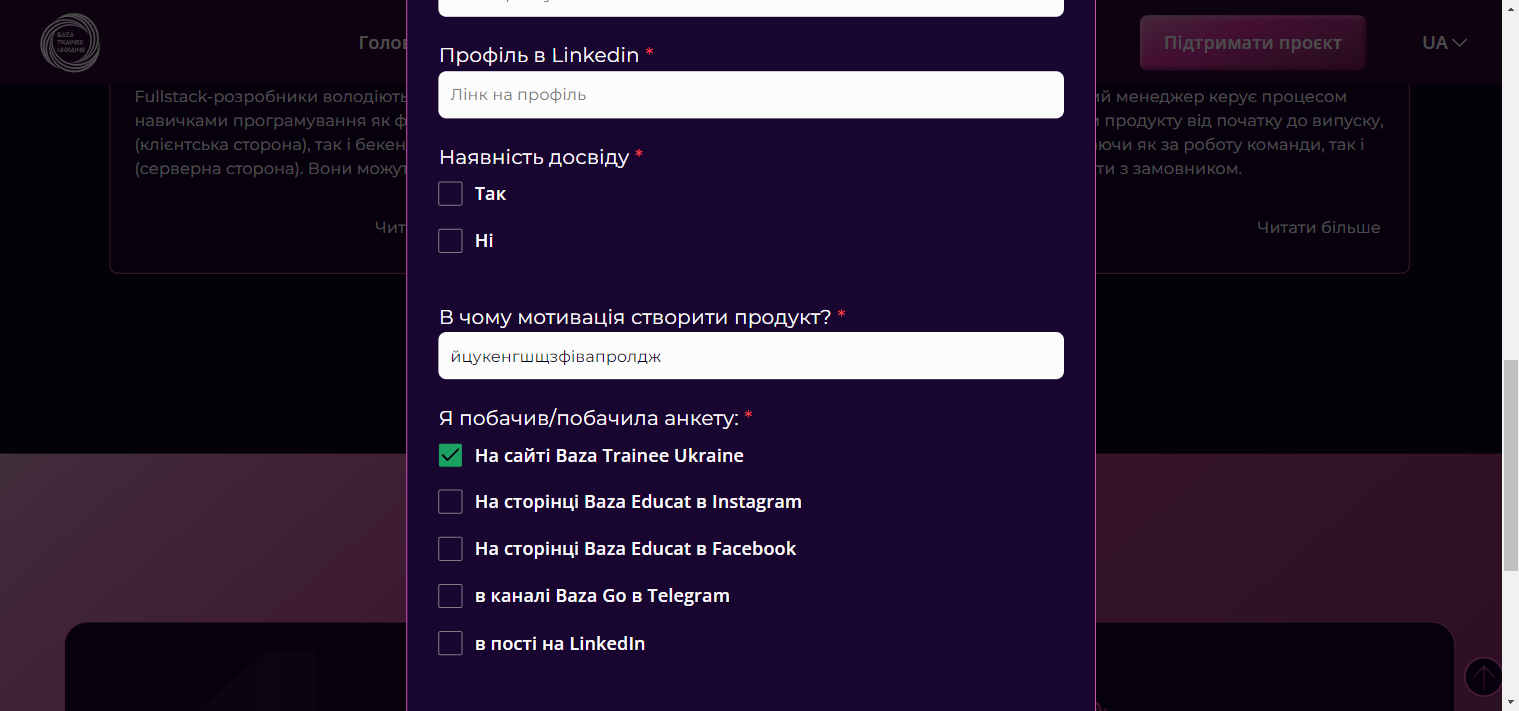 BAZA
TRAINEE
UKRAINE
Голов
Підтримати проєкт
UA
Профіль в Linkedin *
Лінк на профіль
Fullstack-розробники володіють
навичками програмування як ф
(клієнтська сторона), так і бекен
(серверна сторона). Вони можут
Чит
ий менеджер керує процесом
и продукту від початку до випуску,
аючи як за роботу команди, так і
ти з замовником.
Читати більше
Наявність досвіду *
Так
Ні
В чому мотивація створити продукт? *
йцукенгшщзфівапролдж
Я побачив/побачила анкету: *
На сайті Baza Trainee Ukraine
На сторінці Baza Educat в Instagram
На сторінці Baza Educat в Facebook
в каналі Baza Go в Telegram
в пості на LinkedIn